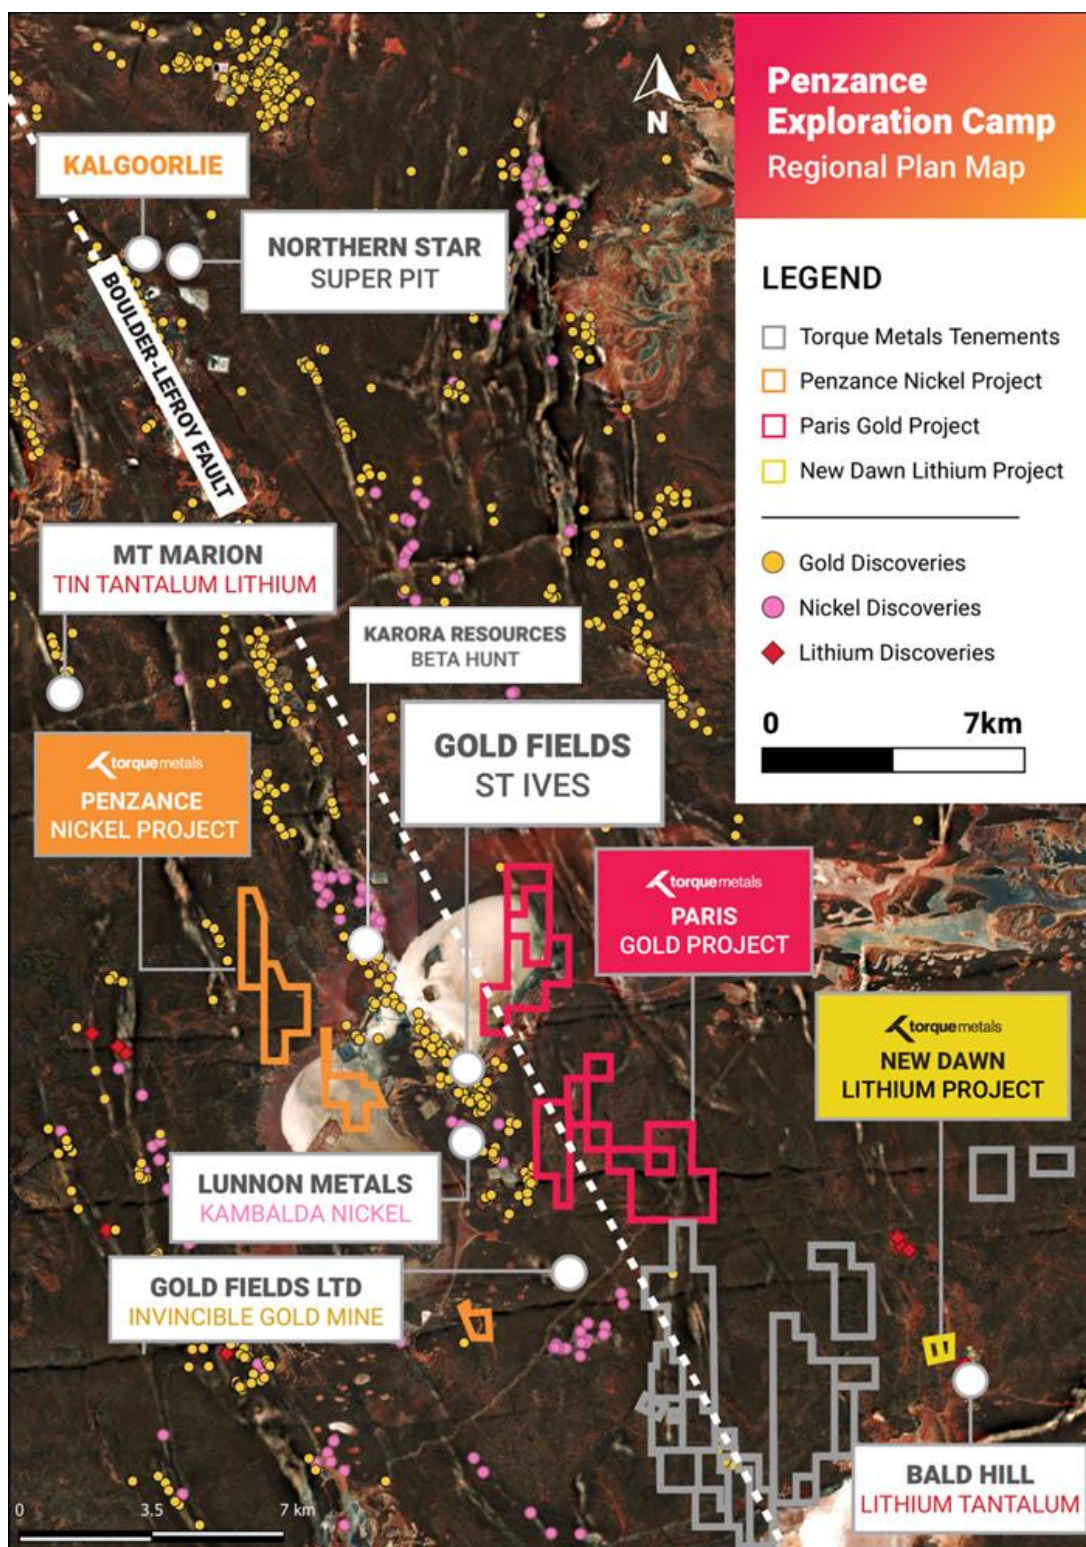 Penzance
Exploration Camp
Regional Plan Map
N
KALGOORLIE
NORTHERN STAR
SUPER PIT
BOULDER-LEFROY FAULT
LEGEND
Torque Metals Tenements
Penzance Nickel Project
Paris Gold Project
New Dawn Lithium Project
Gold Discoveries
Nickel Discoveries
Lithium Discoveries
0 7km
MT MARION
TIN TANTALUM LITHIUM
KARORA RESOURCES
BETA HUNT
GOLD FIELDS
ST IVES
torquemetals
PENZANCE
NICKEL PROJECT
torquemetals
PARIS
GOLD PROJECT
torquemetals
NEW DAWN
LITHIUM PROJECT
LUNNON METALS
KAMBALDA NICKEL
GOLD FIELDS LTD
INVINCIBLE GOLD MINE
BALD HILL
LITHIUM TANTALUM
0 3.5 7 km